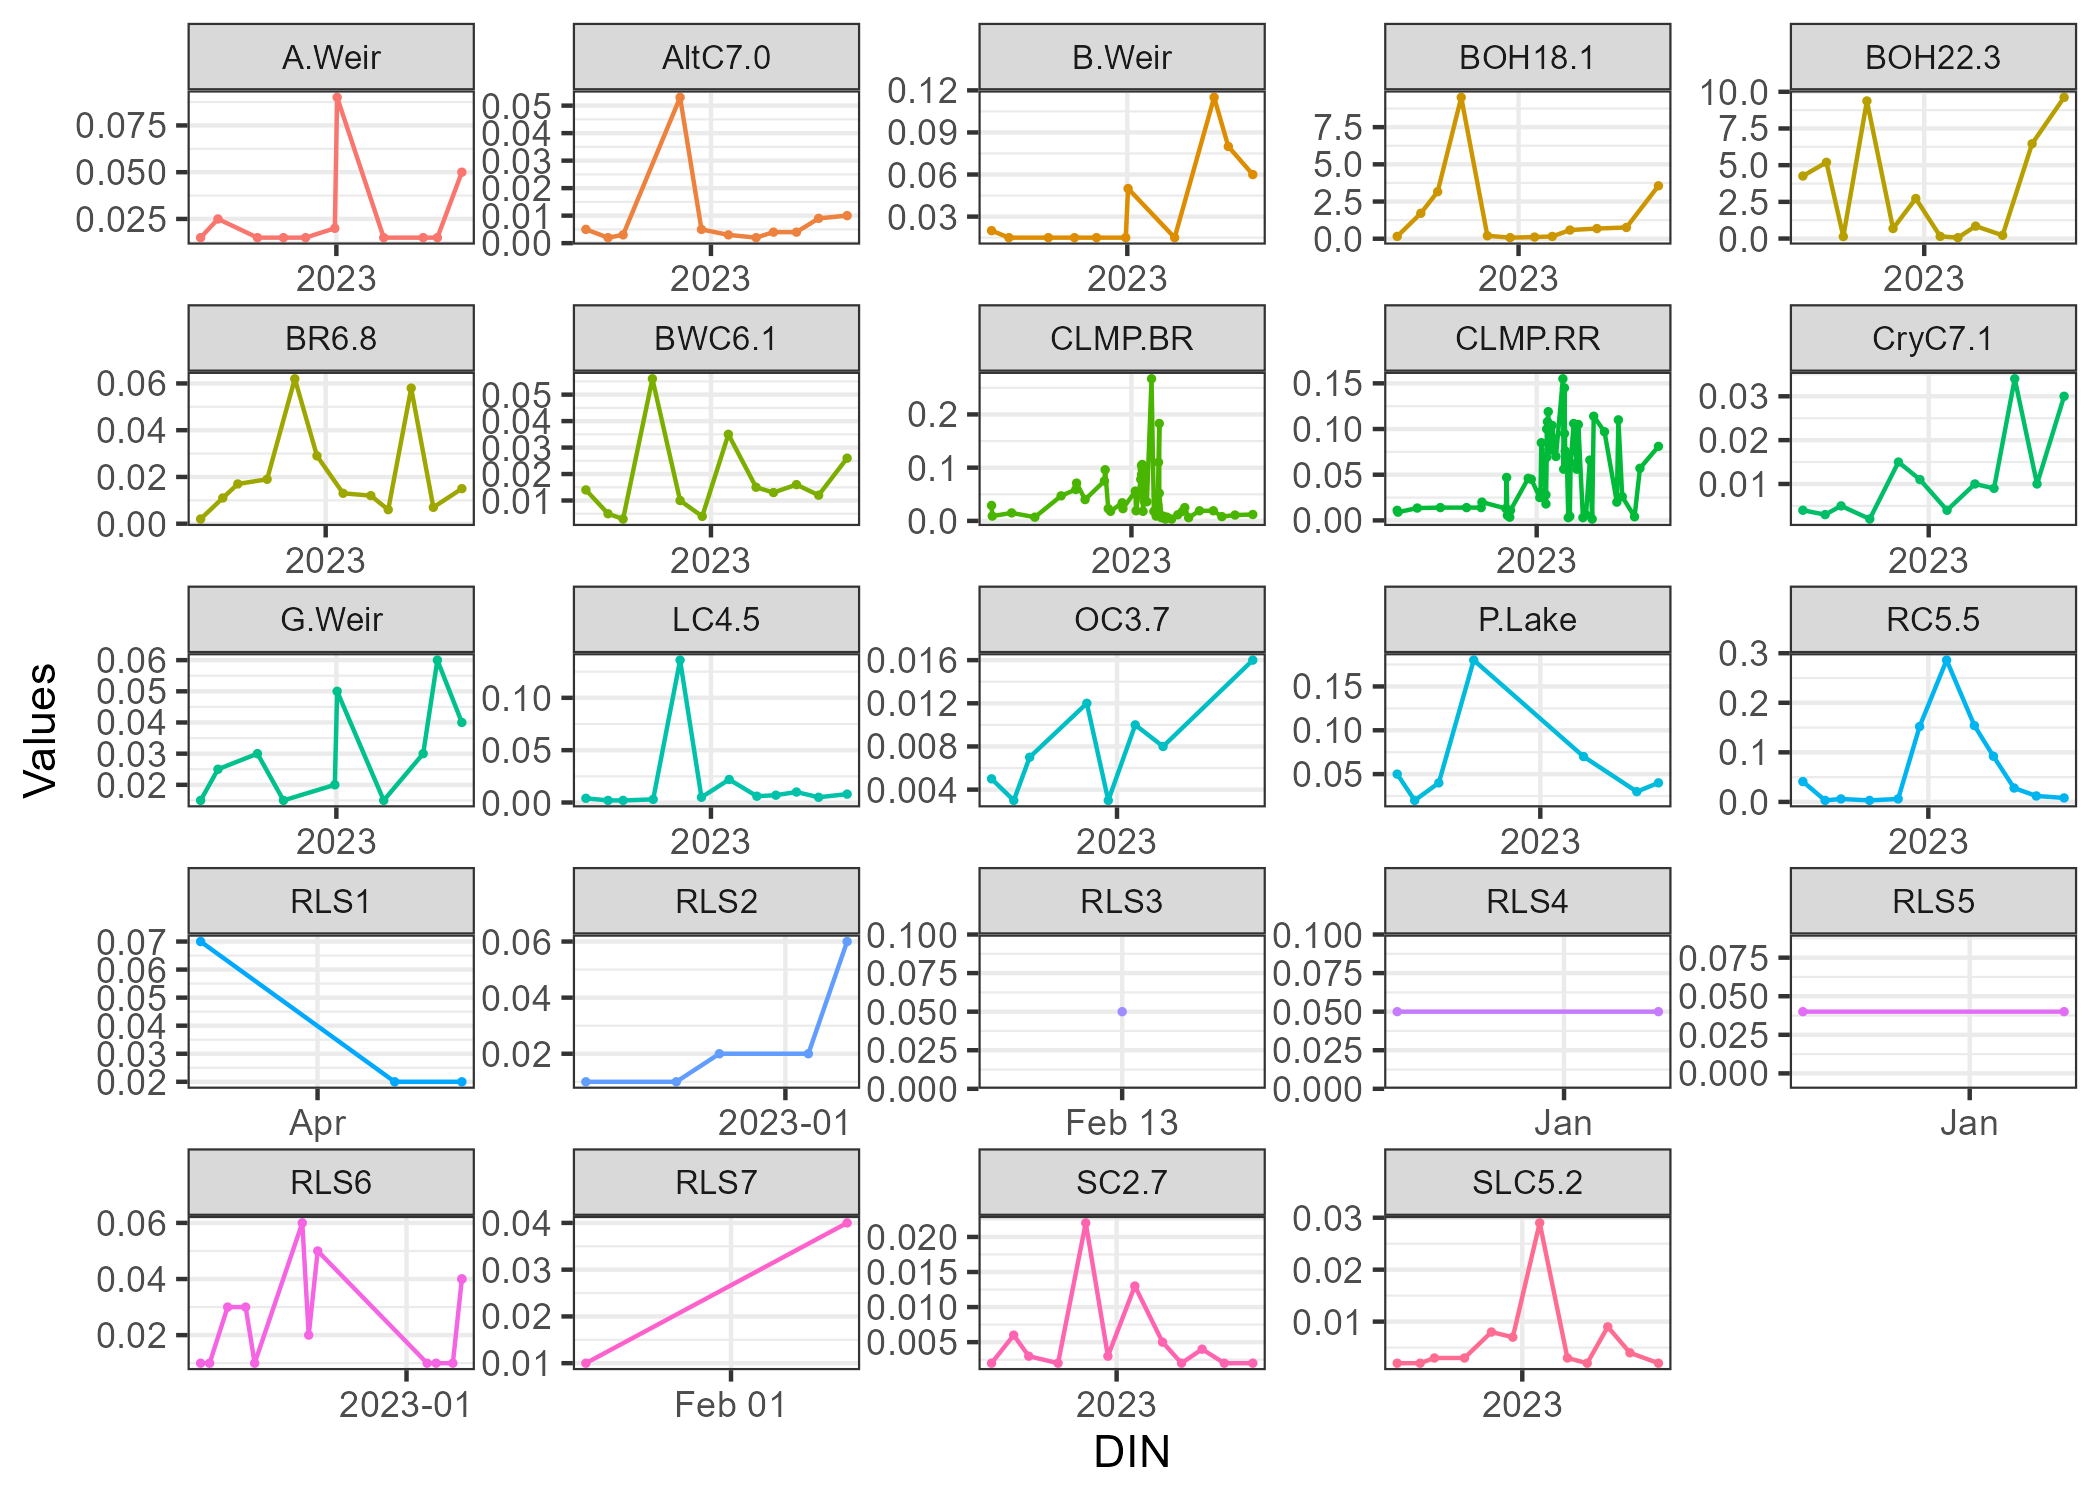 A.Weir AltC7.0 B.Weir BOH18.1 BOH22.3
0.075 0.050 0.025
0.05 0.04 0.03 0.02 0.01 0.00
0.12 0.09 0.06 0.03
7.5 5.0 2.5 0.0
10.0 7.5 5.0 2.5 0.0
2023 2023 2023 2023 2023
BR6.8 BWC6.1 CLMP.BR CLMP.RR CryC7.1
0.06 0.04 0.02 0.00
0.05 0.04 0.03 0.02 0.01
0.2 0.1 0.0
0.15 0.10 0.05 0.00
0.03 0.02 0.01
2023 2023 2023 2023 2023
G.Weir LC4.5 OC3.7 P.Lake RC5.5
0.06 0.05 0.04 0.03 0.02
0.10 0.05 0.00
0.016 0.012 0.008 0.004
0.15 0.10 0.05
0.3 0.2 0.1 0.0
2023 2023 2023 2023 2023
Values
RLS1 RLS2 RLS3 RLS4 RLS5
0.07 0.06 0.05 0.04 0.03 0.02
0.06 0.04 0.02
0.100 0.075 0.050 0.025 0.000
0.100 0.075 0.050 0.025 0.000
0.075 0.050 0.025 0.000
Apr 2023-01 Feb 13 Jan Jan
RLS6 RLS7 SC2.7 SLC5.2
0.06 0.04 0.02
0.04 0.03 0.02 0.01
0.020 0.015 0.010 0.005
0.03 0.02 0.01
2023-01 Feb 01 2023 2023
DIN